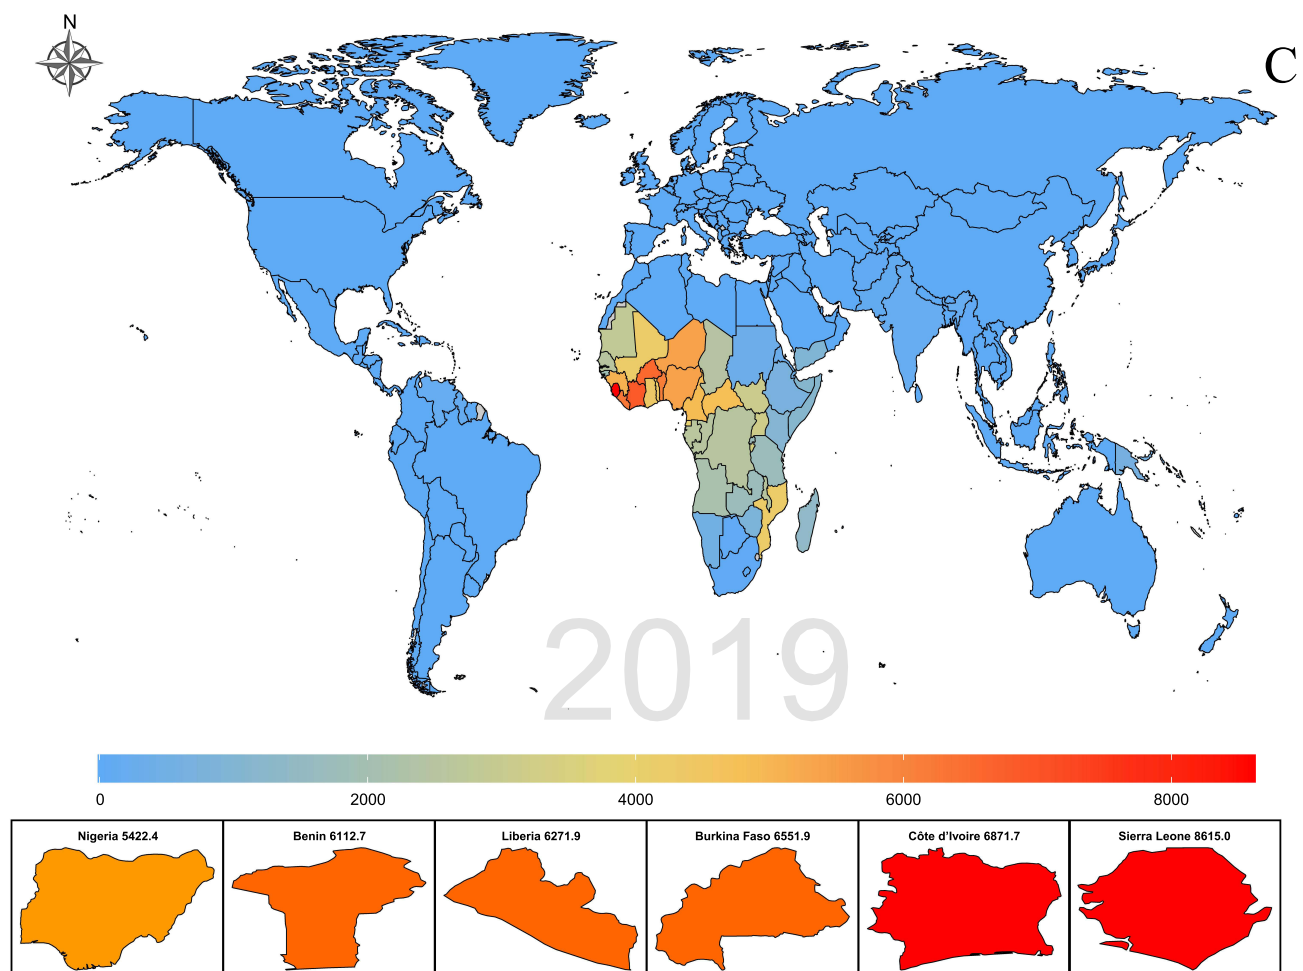 N
C
2019
0 2000 4000 6000 8000
Nigeria 5422.4
Benin 6112.7
Liberia 6271.9
Burkina Faso 6551.9
Côte d'Ivoire 6871.7
Sierra Leone 8615.0